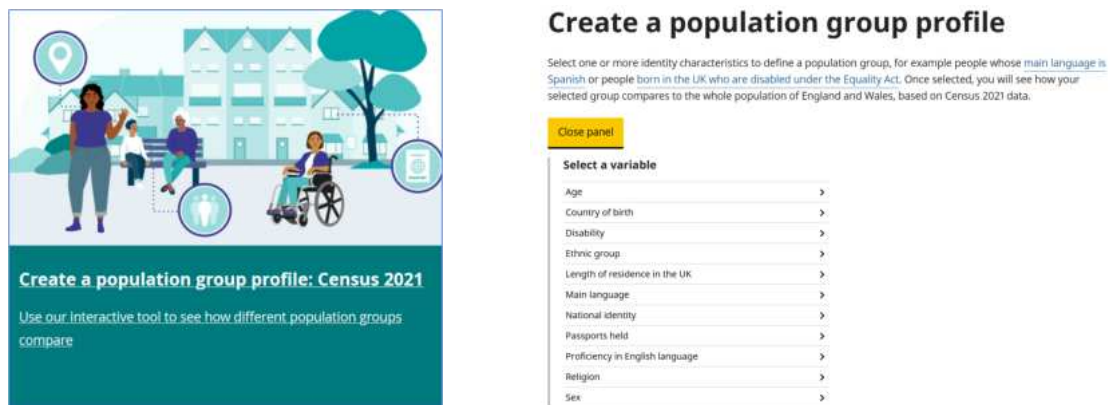 Create a population group profile: Census 2021
Use our interactive tool to see how different population groups
compare
Create a population group profile
Select one or more identity characteristics to define a population group, for example people whose main language is
Spanish or people born in the UK who are disabled under the Equality Act. Once selected, you will see how your
selected group compares to the whole population of England and Wales, based on Census 2021 data.
Close panel
Select a variable
Age
Country of birth
Disability
Ethnic group
Length of residence in the UK
Main language
National identity
Passports held
Proficiency in English language
Religion
Sex